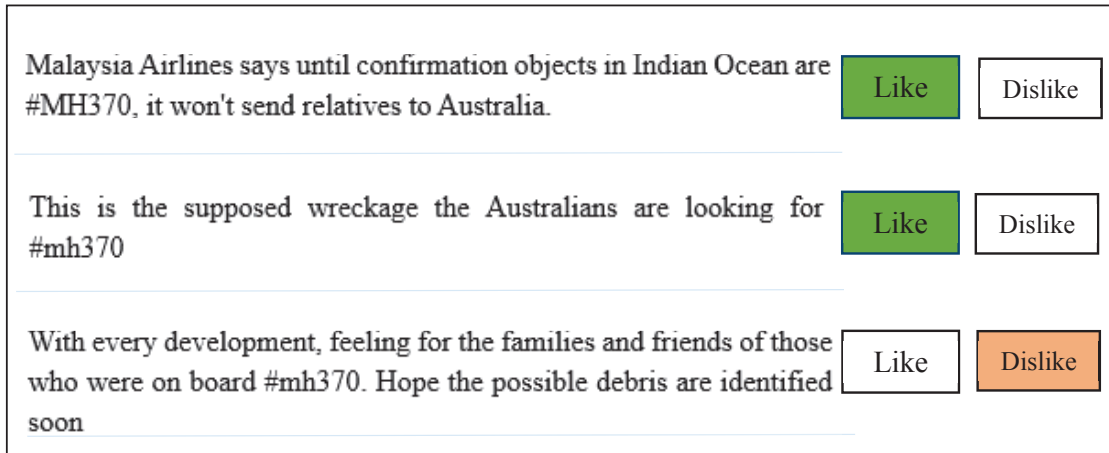 Malaysia Airlines says until confirmation objects in Indian Ocean are
#MH370, it won't send relatives to Australia.
Like Dislike
This is the supposed wreckage the Australians are looking for
#mh370
Like Dislike
With every development, feeling for the families and friends of those
who were on board #mh370. Hope the possible debris are identified
soon
Like Dislike